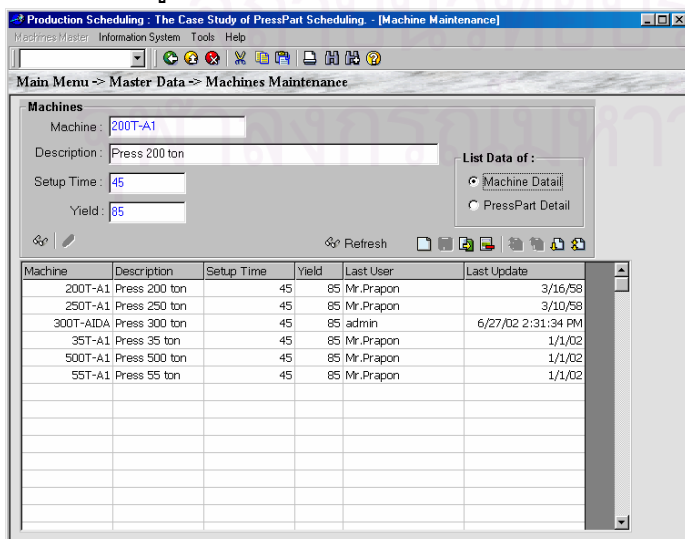 Production Scheduling : The Case Study of PressPart Scheduling. - [Machine Maintenance]
Machines Master Information System Tools Help
Main Menu -> Master Data -> Machines Maintenance
Machines
Machine : 200T-A1
Description : Press 200 ton
Setup Time : 45
Yield : 85
List Data of :
Machine Datail
PressPart Detail
Refresh
Machine Description Setup Time Yield Last User Last Update
200T-A1 Press 200 ton 45 85 Mr.Prapon 3/16/58
250T-A1 Press 250 ton 45 85 Mr.Prapon 3/10/58
300T-AIDA Press 300 ton 45 85 admin 6/27/02 2:31:34 PM
35T-A1 Press 35 ton 45 85 Mr.Prapon 1/1/02
500T-A1 Press 500 ton 45 85 Mr.Prapon 1/1/02
55T-A1 Press 55 ton 45 85 Mr.Prapon 1/1/02